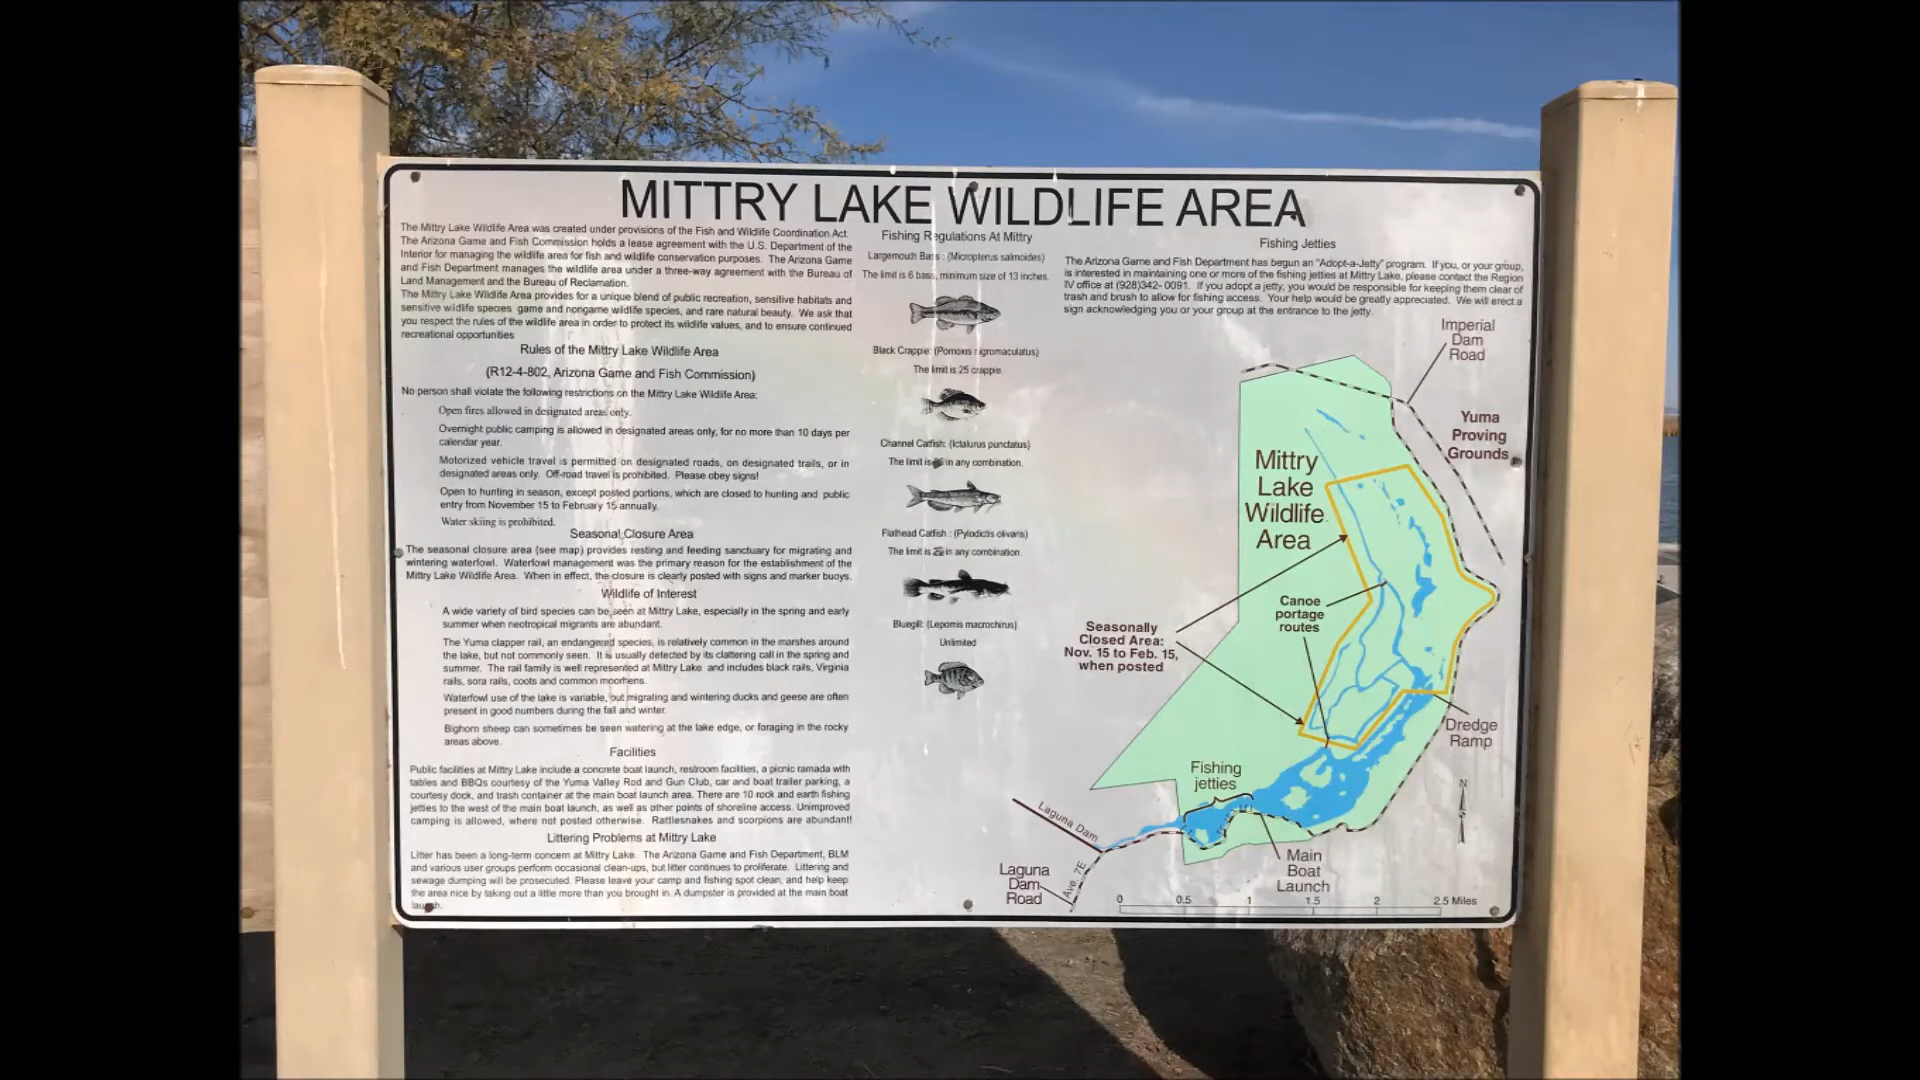 MITTRY LAKE WILDLIFE AREA
The Mittry Lake Wildlife Area was created under provisions of the Fish and Wildlife Coordination Act.
The Arizona Game and Fish Commission holds a lease agreement with the U.S. Department of the
Interior for managing the wildlife area for fish and wildlife conservation purposes. The Arizona Game
and Fish Department manages the wildlife area under a three-way agreement with the Bureau of
Land Management and the Bureau of Reclamation.
The Mittry Lake Wildlife Area provides for a unique blend of public recreation, sensitive habitats and
sensitive wildlife species game and nongame wildlife species, and rare natural beauty. We ask that
you respect the rules of the wildlife area in order to protect its wildlife values, and to ensure continued
recreational opportunities
Rules of the Mittry Lake Wildlife Area
(R12-4-802, Arizona Game and Fish Commission)
No person shall violate the following restrictions on the Mittry Lake Wildlife Area:
Open fires allowed in designated areas only.
Overnight public camping is allowed in designated areas only, for no more than 10 days per
calendar year.
Motorized vehicle travel is permitted on designated roads, on designated trails, or in
designated areas only. Off-road travel is prohibited. Please obey signs!
Open to hunting in season, except posted portions, which are closed to hunting and public
entry from November 15 to February 15 annually.
Water skiing is prohibited.
Seasonal Closure Area
The seasonal closure area (see map) provides resting and feeding sanctuary for migrating and
wintering waterfowl. Waterfowl management was the primary reason for the establishment of the
Mittry Lake Wildlife Area. When in effect, the closure is clearly posted with signs and marker buoys.
Wildlife of Interest
A wide variety of bird species can be seen at Mittry Lake, especially in the spring and early
summer when neotropical migrants are abundant.
The Yuma clapper rail, an endangered species, is relatively common in the marshes around
the lake, but not commonly seen. It is usually detected by its clattering call in the spring and
summer. The rail family is well represented at Mittry Lake and includes black rails, Virginia
rails, sora rails, coots and common moorhens.
Waterfowl use of the lake is variable, but migrating and wintering ducks and geese are often
present in good numbers during the fall and winter.
Bighorn sheep can sometimes be seen watering at the lake edge, or foraging in the rocky
areas above.
Facilities
Public facilities at Mittry Lake include a concrete boat launch, restroom facilities, a picnic ramada with
tables and BBQs courtesy of the Yuma Valley Rod and Gun Club, car and boat trailer parking, a
courtesy dock, and trash container at the main boat launch area. There are 10 rock and earth fishing
jetties to the west of the main boat launch, as well as other points of shoreline access. Unimproved
camping is allowed, where not posted otherwise. Rattlesnakes and scorpions are abundant!
Littering Problems at Mittry Lake
Litter has been a long-term concern at Mittry Lake. The Arizona Game and Fish Department, BLM
and various user groups perform occasional clean-ups, but litter continues to proliferate. Littering and
sewage dumping will be prosecuted. Please leave your camp and fishing spot clean, and help keep
the area nice by taking out a little more than you brought in. A dumpster is provided at the main boat
launch.
Fishing Regulations At Mittry
Largemouth Bass : (Micropterus salmoides)
The limit is 6 bass, minimum size of 13 inches.
Black Crappie: (Pomoxis nigromaculatus)
The limit is 25 crappie.
Channel Catfish: (Ictalurus punctatus)
The limit is in any combination.
Flathead Catfish : (Pylodictis olivaris)
The limit is in any combination.
Bluegill: (Lepomis macrochirus)
Unlimited
Fishing Jetties
The Arizona Game and Fish Department has begun an "Adopt-a-Jetty" program. If you, or your group,
is interested in maintaining one or more of the fishing jetties at Mittry Lake, please contact the Region
IV office at (928)342- 0091. If you adopt a jetty, you would be responsible for keeping them clear of
trash and brush to allow for fishing access. Your help would be greatly appreciated. We will erect a
sign acknowledging you or your group at the entrance to the jetty.
Imperial
Dam
Road
Yuma
Proving
Grounds
Mittry
Lake
Wildlife
Area
Canoe
portage
routes
Seasonally
Closed Area:
Nov. 15 to Feb. 15,
when posted
Dredge
Ramp
Fishing
jetties
N
S
Laguna Dam
Laguna
Dam
Road
Ave. 7E
Main
Boat
Launch
0 0.5 1 1.5 2 2.5 Miles